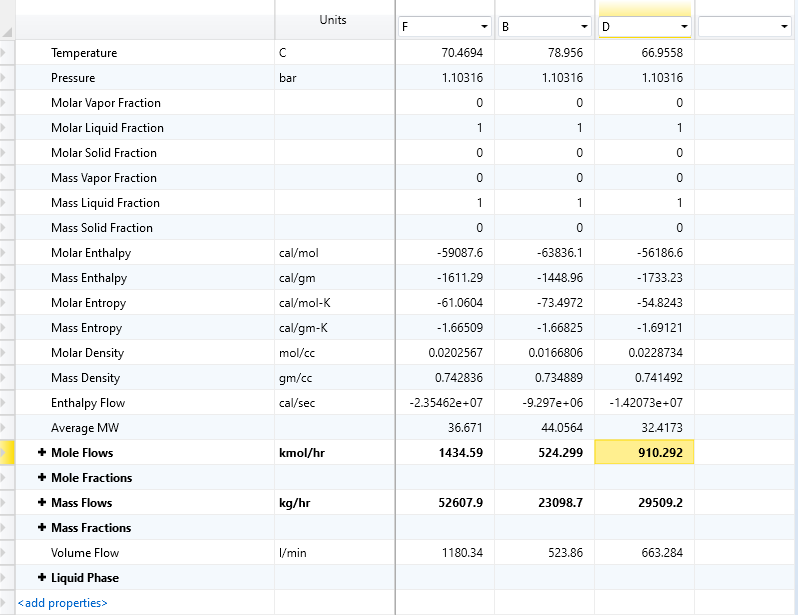 Units F B D
Temperature C 70.4694 78.956 66.9558
Pressure bar 1.10316 1.10316 1.10316
Molar Vapor Fraction 0 0 0
Molar Liquid Fraction 1 1 1
Molar Solid Fraction 0 0 0
Mass Vapor Fraction 0 0 0
Mass Liquid Fraction 1 1 1
Mass Solid Fraction 0 0 0
Molar Enthalpy cal/mol -59087.6 -63836.1 -56186.6
Mass Enthalpy cal/gm -1611.29 -1448.96 -1733.23
Molar Entropy cal/mol-K -61.0604 -73.4972 -54.8243
Mass Entropy cal/gm-K -1.66509 -1.66825 -1.69121
Molar Density mol/cc 0.0202567 0.0166806 0.0228734
Mass Density gm/cc 0.742836 0.734889 0.741492
Enthalpy Flow cal/sec -2.35462e+07 -9.297e+06 -1.42073e+07
Average MW 36.671 44.0564 32.4173
+ Mole Flows kmol/hr 1434.59 524.299 910.292
+ Mole Fractions
+ Mass Flows kg/hr 52607.9 23098.7 29509.2
+ Mass Fractions
Volume Flow l/min 1180.34 523.86 663.284
+ Liquid Phase
<add properties>